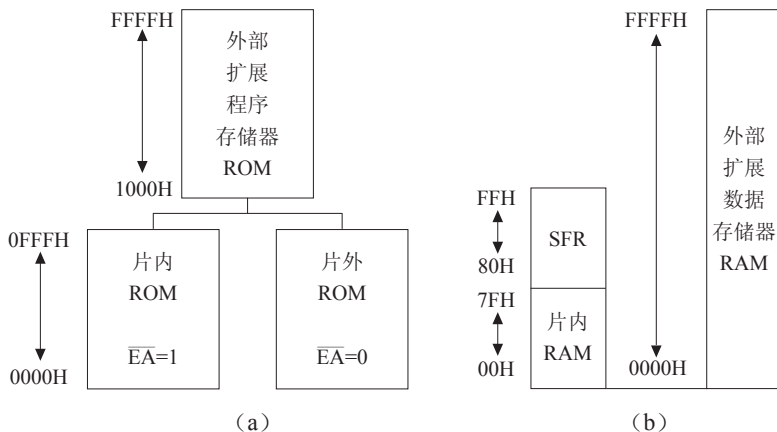 FFFFH
外部
扩展
程序
存储器
ROM
1000H
0FFFH
片内
ROM
EA=1
0000H
片外
ROM
EA=0
(a)
FFH
SFR
80H
7FH
片内
RAM
00H
FFFFH
外部
扩展
数据
存储器
RAM
0000H
(b)